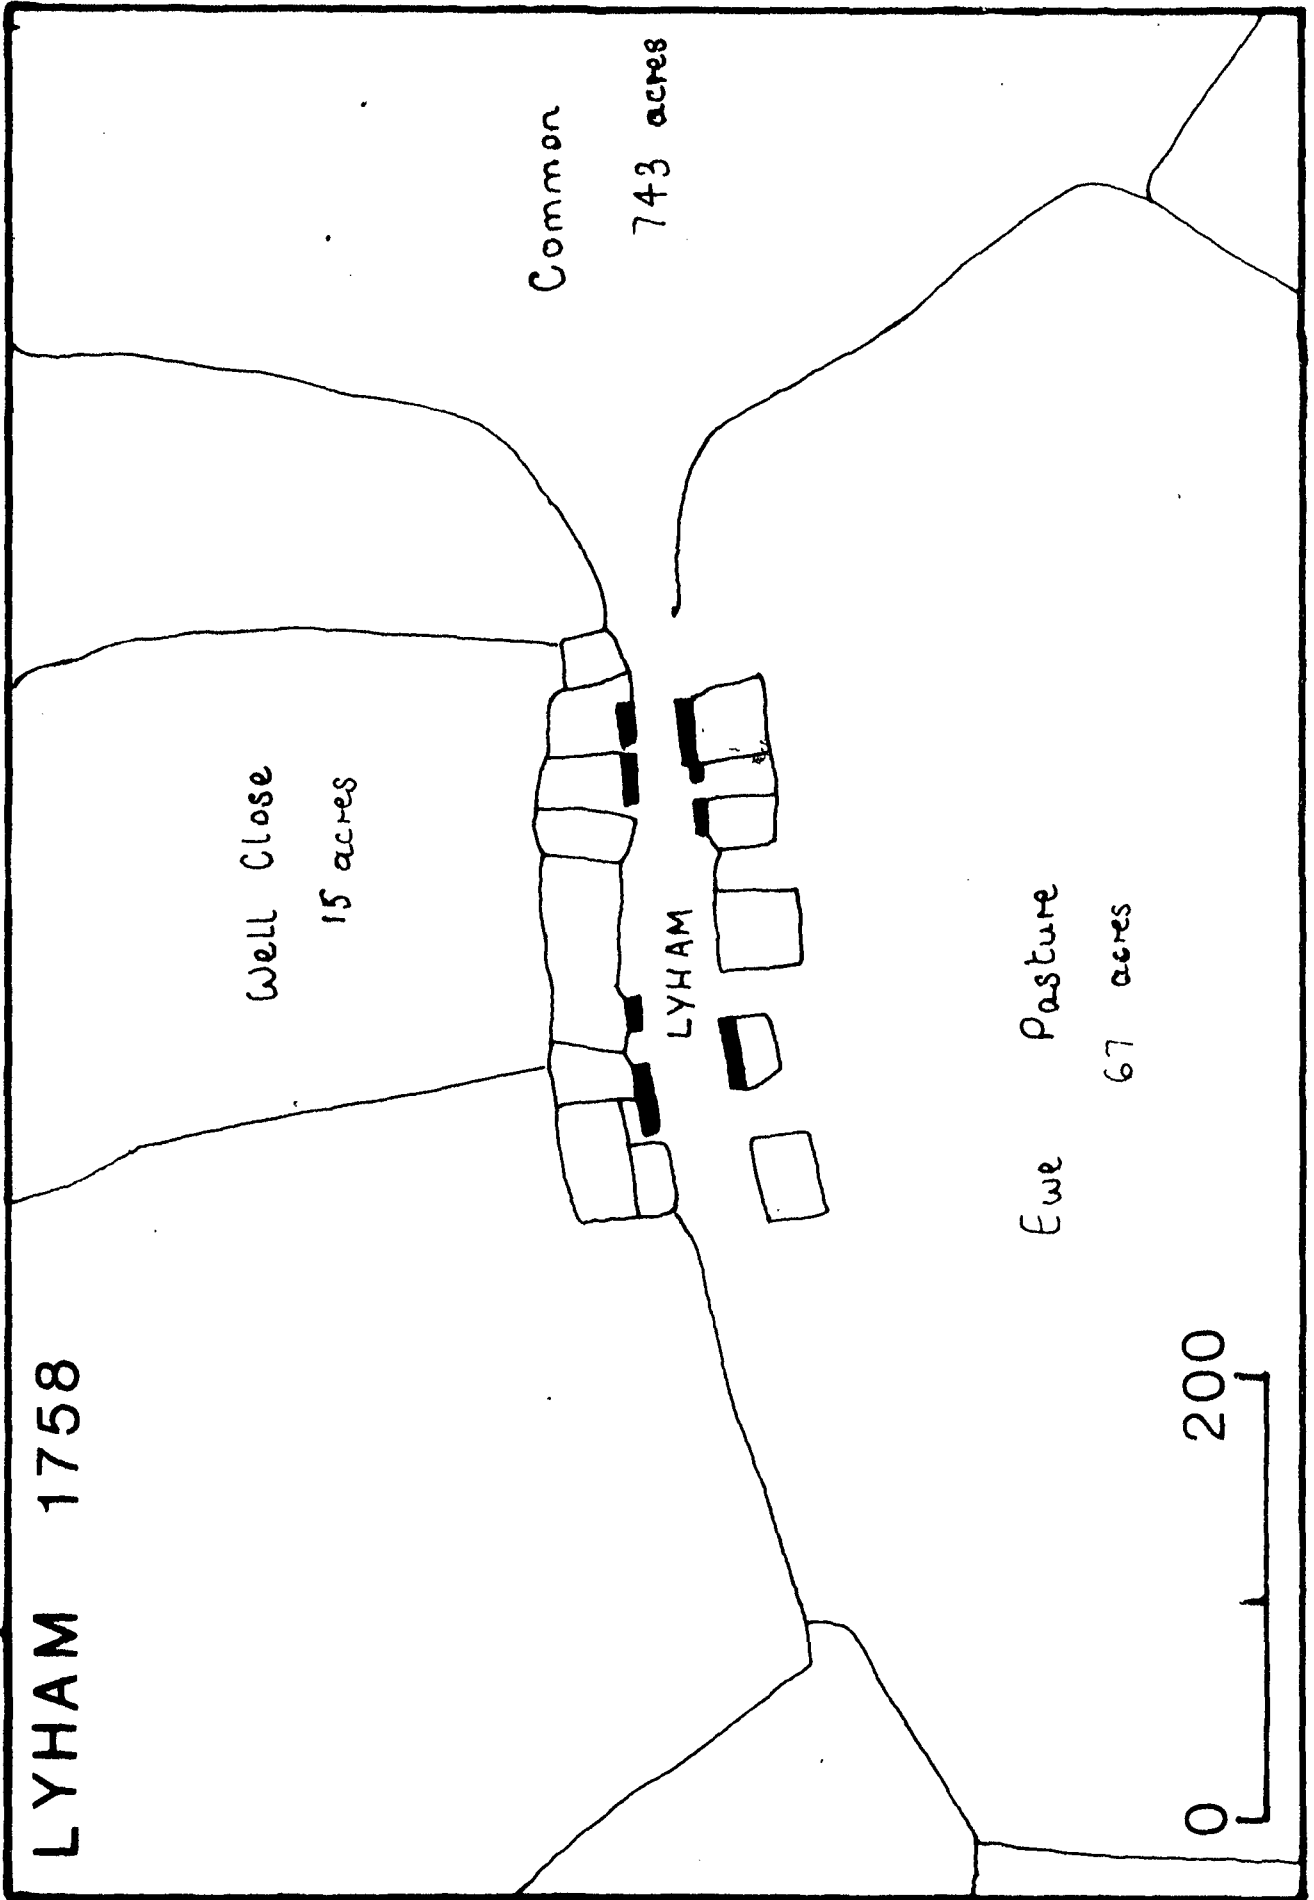 LYHAM 1758
Well Close
15 acres
Common
743 acres
LYHAM
Ewe Pasture
67 acres
0 200